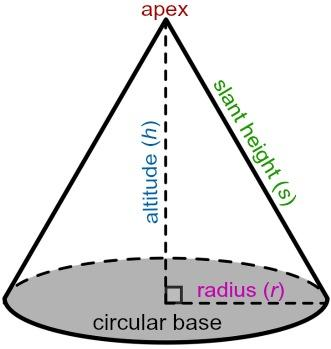 apex
slant height (s)
altitude (h)
radius (r)
circular base